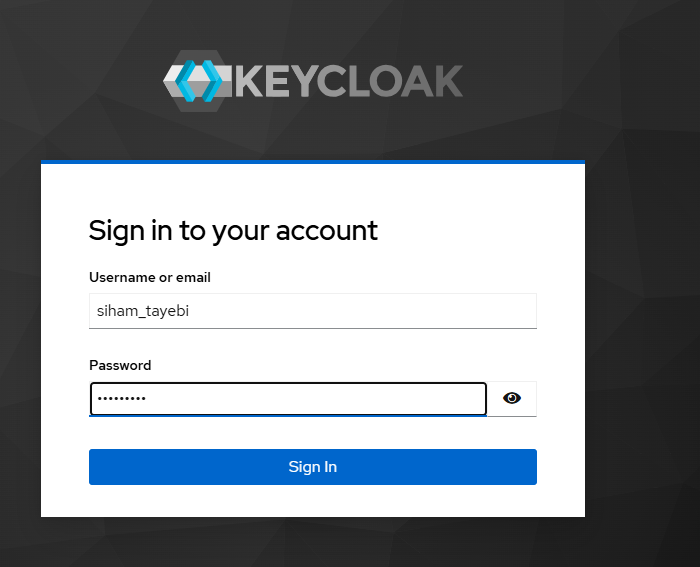 KEYCLOAK
Sign in to your account
Username or email
siham_tayebi
Password
•••••••••
Sign In